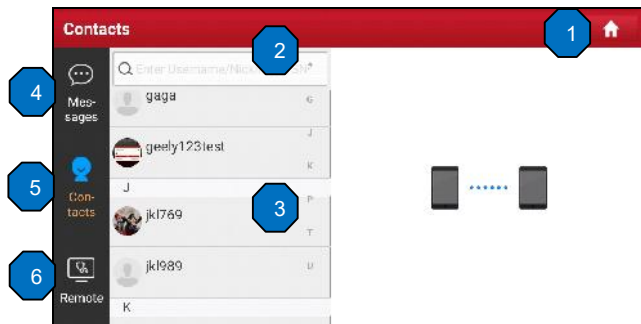 Contacts
1
2
Enter Username/Nick
SN*
4
Mes-
sages
gaga
G
geely123test
J
K
5
Con-
tacts
J
3
P
jkl769
T
6
Remote
jkl989
U
K